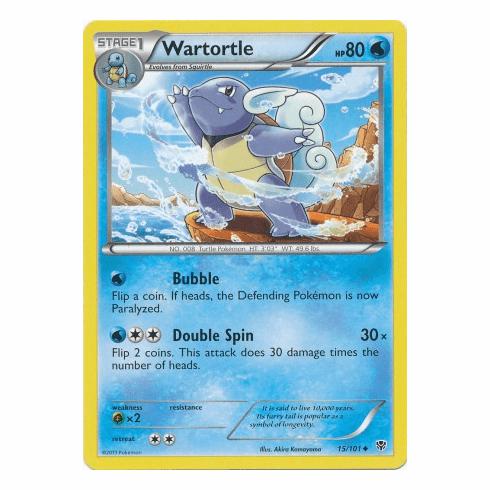 STAGE1
Wartortle
HP80
Evolves from Squirtle
NO. 008 Turtle Pokémon HT: 3'03" WT: 49.6 lbs.
Bubble
Flip a coin. If heads, the Defending Pokémon is now
Paralyzed.
Double Spin 30×
Flip 2 coins. This attack does 30 damage times the
number of heads.
weakness resistance
×2
retreat
It is said to live 10,000 years.
Its furry tail is popular as a
symbol of longevity.
©2013 Pokémon
Illus. Akira Komayama
15/101